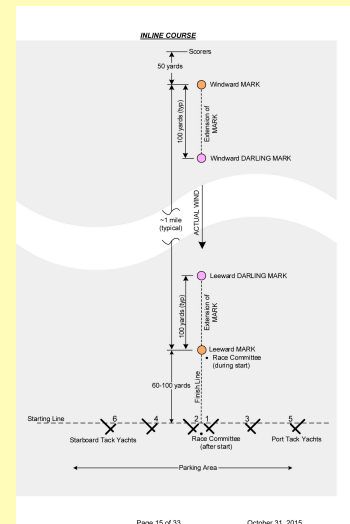 INLINE COURSE
Scorers
50 yards
Windward MARK
100 yards (typ)
Extension of
MARK
Windward DARLING MARK
ACTUAL WIND
~1 mile
(typical)
Leeward DARLING MARK
100 yards (typ)
Extension of
MARK
Leeward MARK
• Race Committee
(during start)
60-100 yards
Finish Line
Starting Line
6 4 2 1 3 5
Starboard Tack Yachts
• Race Committee
(after start)
Port Tack Yachts
Parking Area
Page 15 of 33
October 31, 2015